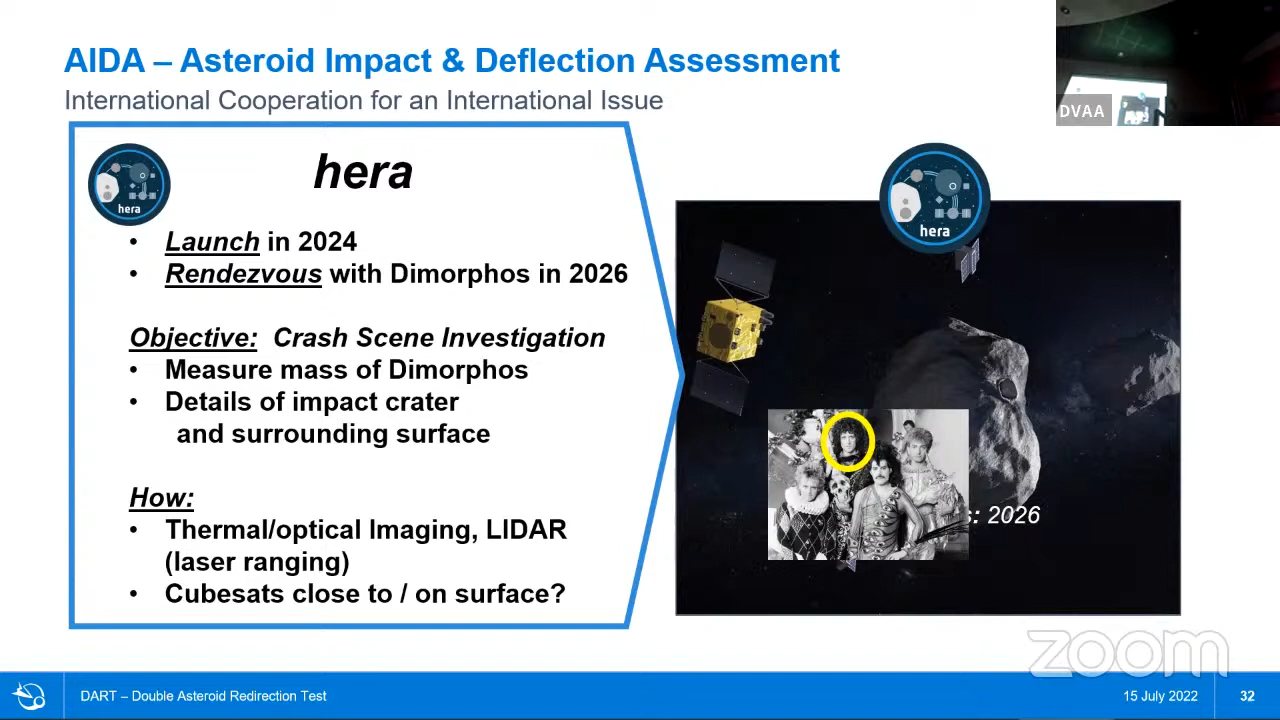 AIDA – Asteroid Impact & Deflection Assessment
International Cooperation for an International Issue
DVAA
hera
hera
• Launch in 2024
• Rendezvous with Dimorphos in 2026
Objective: Crash Scene Investigation
• Measure mass of Dimorphos
• Details of impact crater
and surrounding surface
How:
• Thermal/optical Imaging, LIDAR
(laser ranging)
• Cubesats close to / on surface?
hera
: 2026
zoom
DART – Double Asteroid Redirection Test
15 July 2022
32